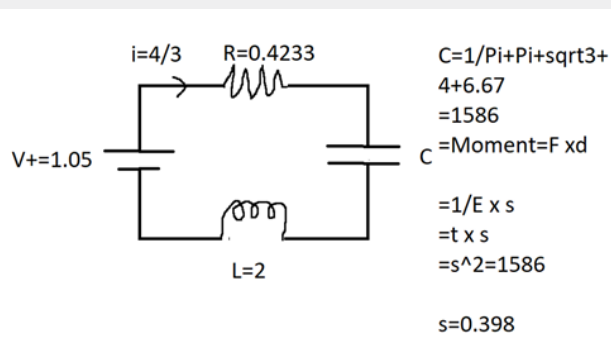 i=4/3
R=0.4233
V+=1.05
C
L=2
C=1/Pi+Pi+sqrt3+
4+6.67
=1586
=Moment=F xd
=1/E x s
=t x s
=s^2=1586
s=0.398